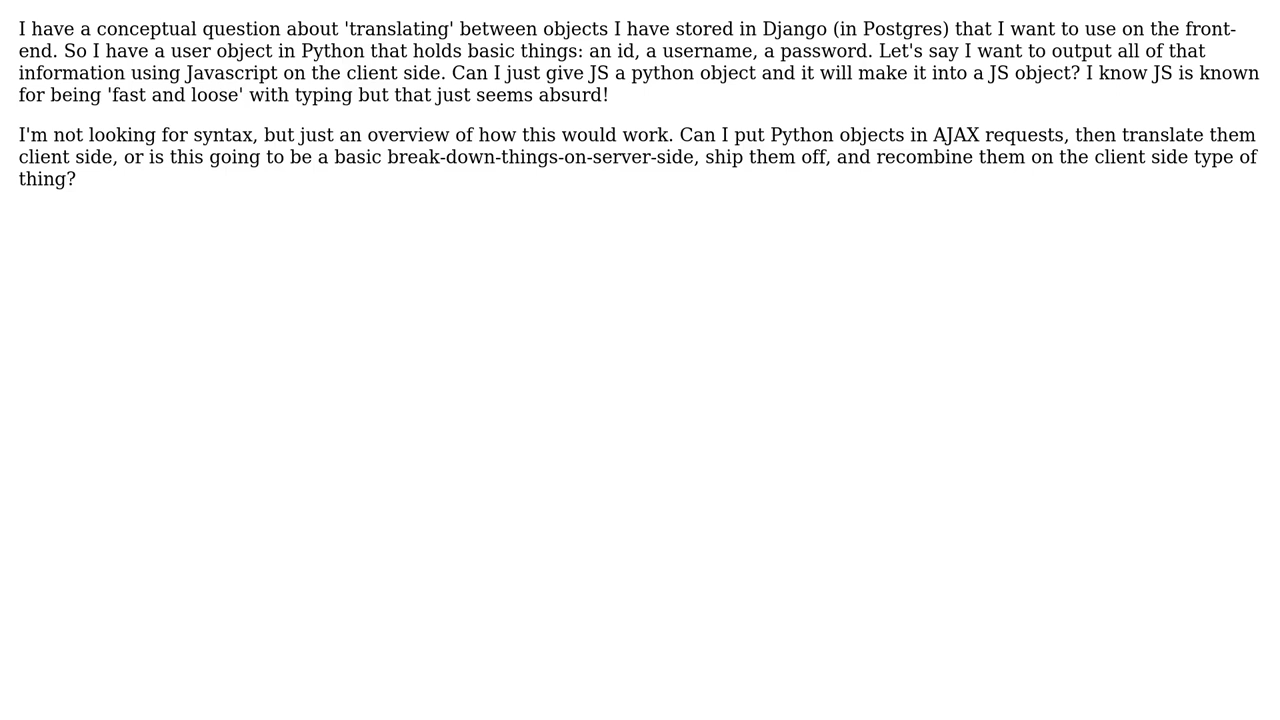 I have a conceptual question about 'translating' between objects I have stored in Django (in Postgres) that I want to use on the front-
end. So I have a user object in Python that holds basic things: an id, a username, a password. Let's say I want to output all of that
information using Javascript on the client side. Can I just give JS a python object and it will make it into a JS object? I know JS is known
for being 'fast and loose' with typing but that just seems absurd!
I'm not looking for syntax, but just an overview of how this would work. Can I put Python objects in AJAX requests, then translate them
client side, or is this going to be a basic break-down-things-on-server-side, ship them off, and recombine them on the client side type of
thing?